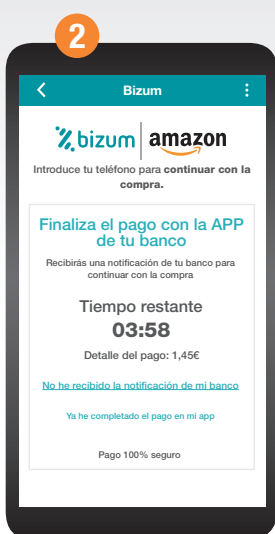 2
Bizum
bizum amazon
Introduce tu teléfono para continuar con la
compra.
Finaliza el pago con la APP
de tu banco
Recibirás una notificación de tu banco para
continuar con la compra
Tiempo restante
03:58
Detalle del pago: 1,45€
No he recibido la notificación de mi banco
Ya he completado el pago en mi app
Pago 100% seguro